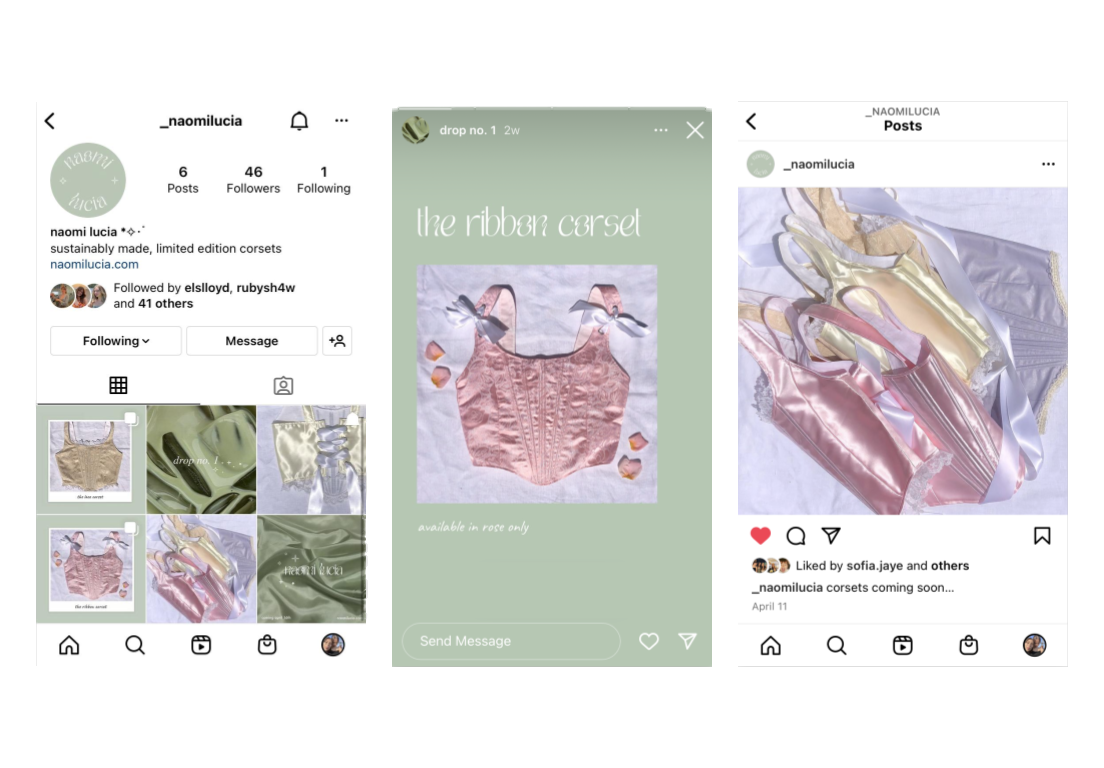 _naomilucia
naomi
lucia
6
46
1
Posts
Followers
Following
naomi lucia *✧･ﾟ
sustainably made, limited edition corsets
naomilucia.com
Followed by elslloyd, rubysh4w
and 41 others
Following
Message
drop no. 1
the ribbon corset
naomi lucia
drop no. 1 2w
the ribbon corset
available in rose only
Send Message
_NAOMILUCIA
Posts
_naomilucia
Liked by sofia.jaye and others
_naomilucia corsets coming soon...
April 11